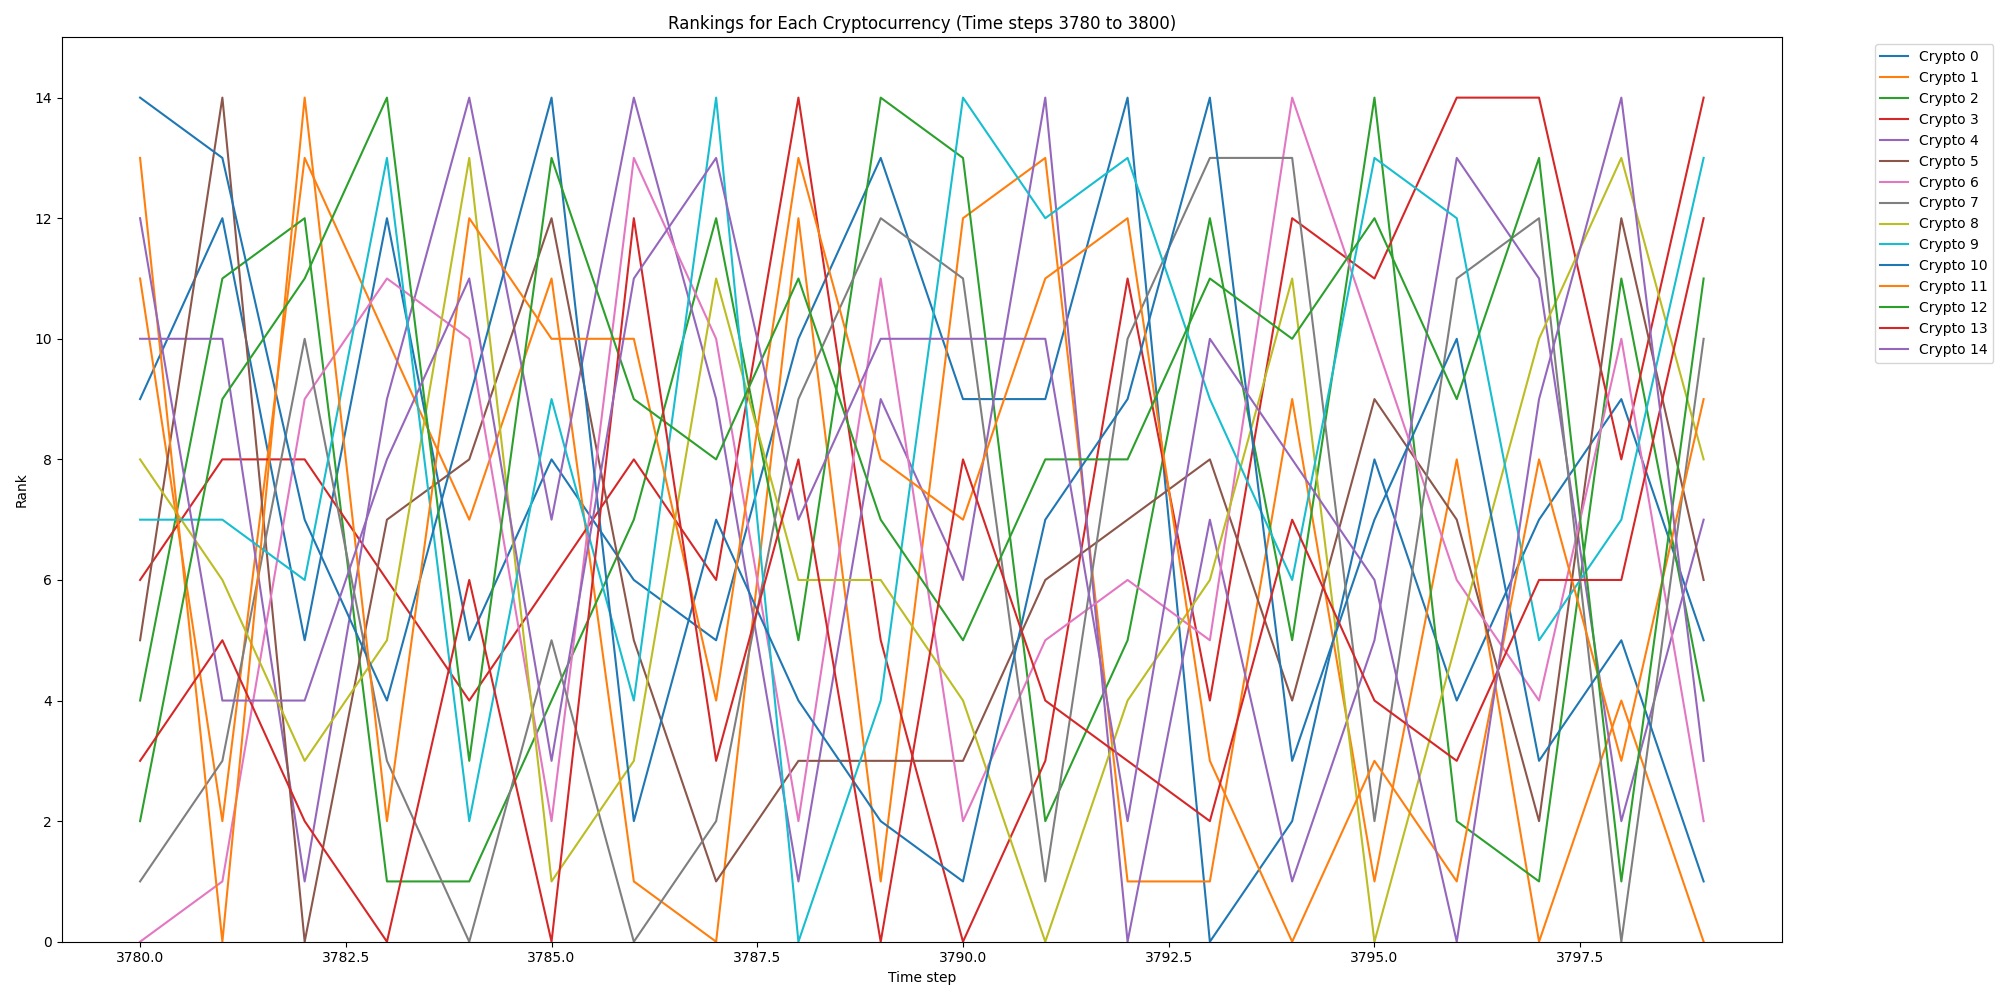 Rankings for Each Cryptocurrency (Time steps 3780 to 3800)
14
12
10
8
6
4
2
0
Rank
3780.0 3782.5 3785.0 3787.5 3790.0 3792.5 3795.0 3797.5
Time step
Crypto 0
Crypto 1
Crypto 2
Crypto 3
Crypto 4
Crypto 5
Crypto 6
Crypto 7
Crypto 8
Crypto 9
Crypto 10
Crypto 11
Crypto 12
Crypto 13
Crypto 14